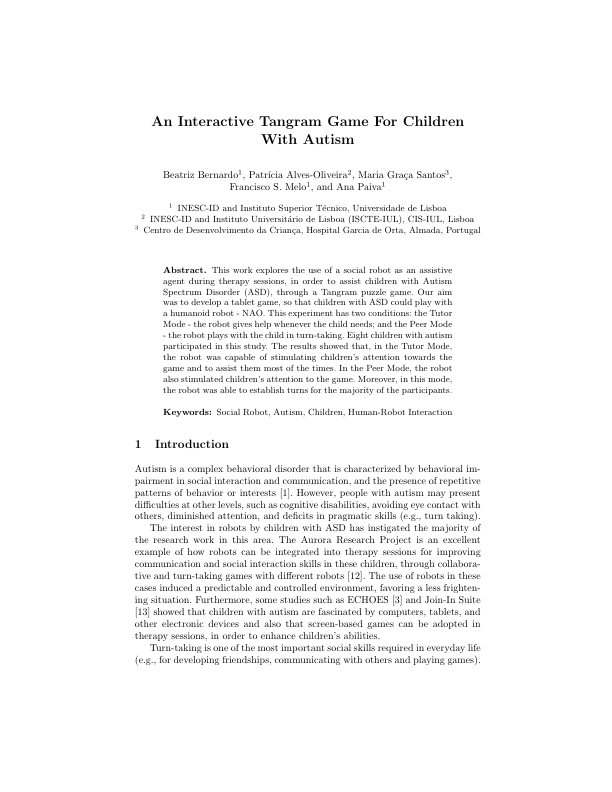 An Interactive Tangram Game For Children
With Autism
Beatriz Bernardo1, Patrícia Alves-Oliveira2, Maria Graça Santos3,
Francisco S. Melo1, and Ana Paiva1
1 INESC-ID and Instituto Superior Técnico, Universidade de Lisboa
2 INESC-ID and Instituto Universitário de Lisboa (ISCTE-IUL), CIS-IUL, Lisboa
3 Centro de Desenvolvimento da Criança, Hospital Garcia de Orta, Almada, Portugal
Abstract. This work explores the use of a social robot as an assistive
agent during therapy sessions, in order to assist children with Autism
Spectrum Disorder (ASD), through a Tangram puzzle game. Our aim
was to develop a tablet game, so that children with ASD could play with
a humanoid robot - NAO. This experiment has two conditions: the Tutor
Mode - the robot gives help whenever the child needs; and the Peer Mode
- the robot plays with the child in turn-taking. Eight children with autism
participated in this study. The results showed that, in the Tutor Mode,
the robot was capable of stimulating children's attention towards the
game and to assist them most of the times. In the Peer Mode, the robot
also stimulated children's attention to the game. Moreover, in this mode,
the robot was able to establish turns for the majority of the participants.
Keywords: Social Robot, Autism, Children, Human-Robot Interaction
1 Introduction
Autism is a complex behavioral disorder that is characterized by behavioral im-
pairment in social interaction and communication, and the presence of repetitive
patterns of behavior or interests [1]. However, people with autism may present
difficulties at other levels, such as cognitive disabilities, avoiding eye contact with
others, diminished attention, and deficits in pragmatic skills (e.g., turn taking).
The interest in robots by children with ASD has instigated the majority of
the research work in this area. The Aurora Research Project is an excellent
example of how robots can be integrated into therapy sessions for improving
communication and social interaction skills in these children, through collabora-
tive and turn-taking games with different robots [12]. The use of robots in these
cases induced a predictable and controlled environment, favoring a less frighten-
ing situation. Furthermore, some studies such as ECHOES [3] and Join-In Suite
[13] showed that children with autism are fascinated by computers, tablets, and
other electronic devices and also that screen-based games can be adopted in
therapy sessions, in order to enhance children's abilities.
Turn-taking is one of the most important social skills required in everyday life
(e.g., for developing friendships, communicating with others and playing games).